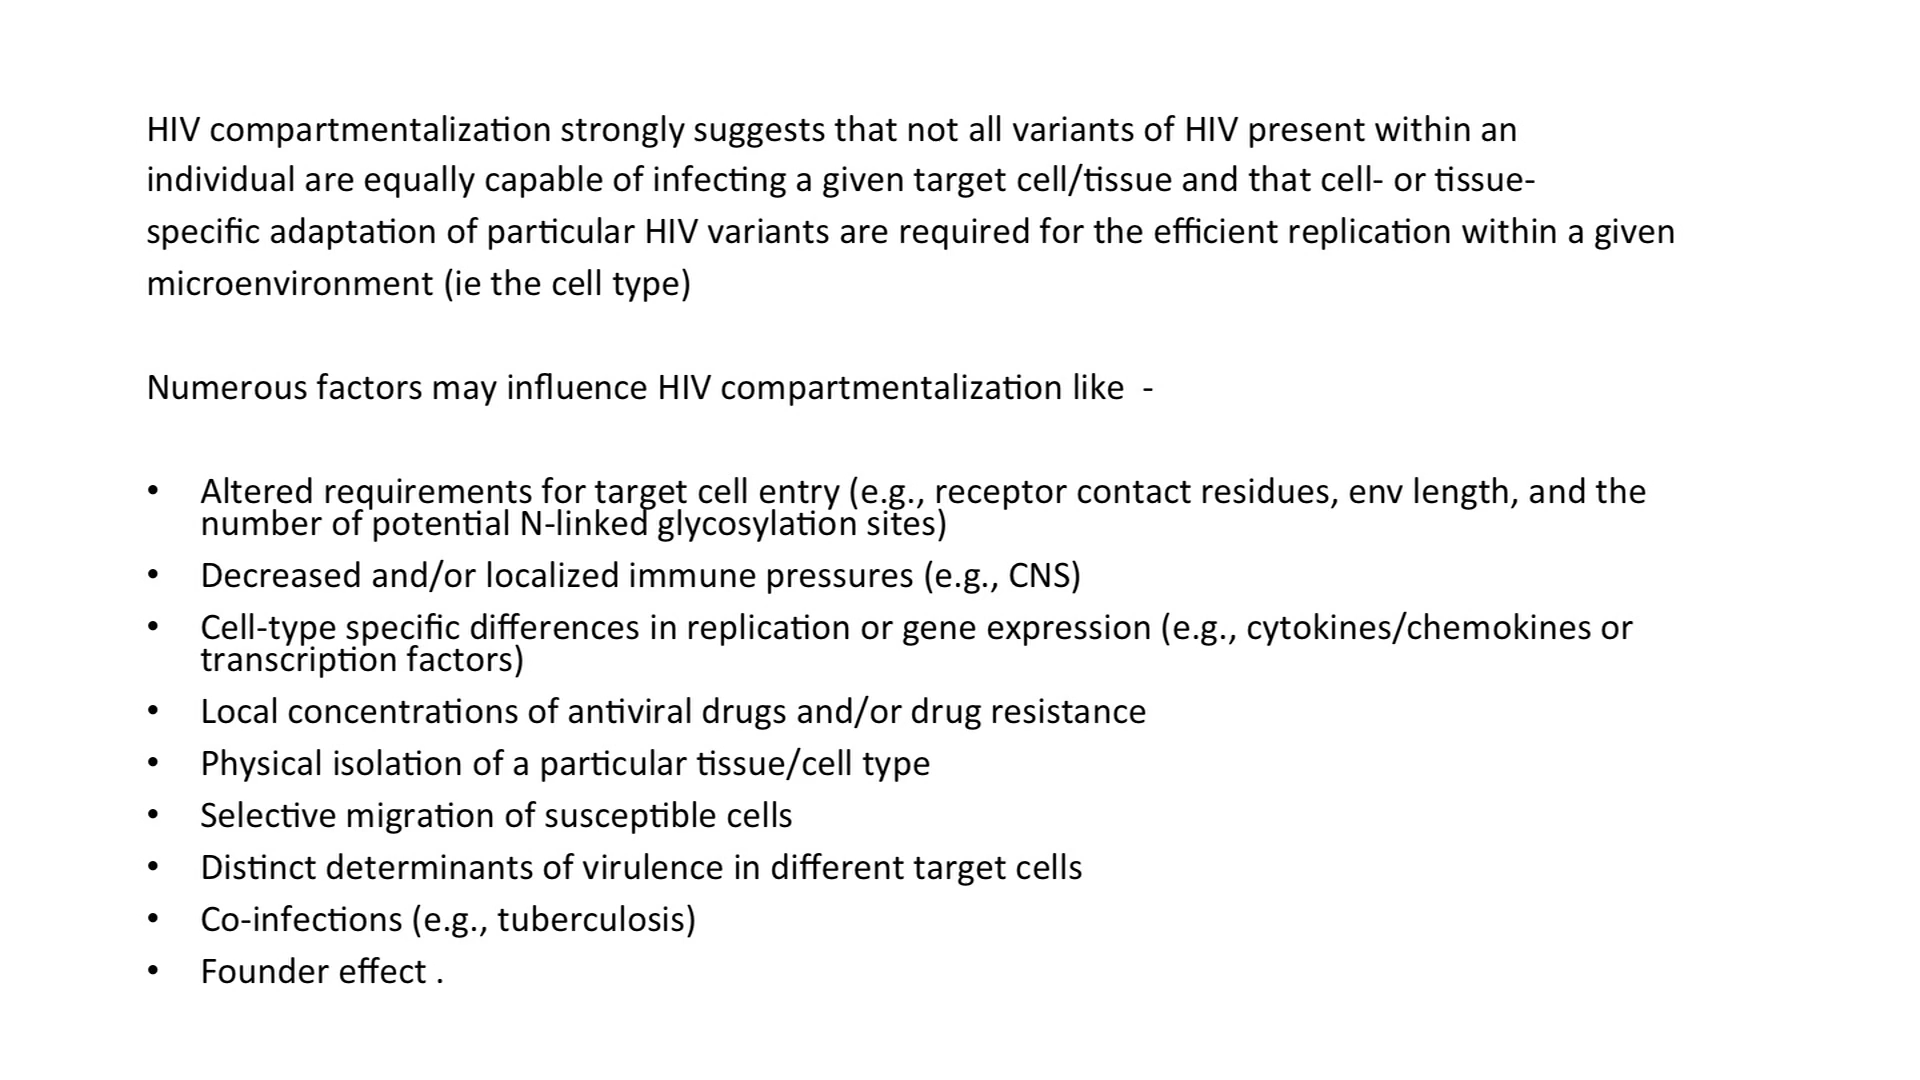 HIV compartmentalization strongly suggests that not all variants of HIV present within an
individual are equally capable of infecting a given target cell/tissue and that cell- or tissue-
specific adaptation of particular HIV variants are required for the efficient replication within a given
microenvironment (ie the cell type)
Numerous factors may influence HIV compartmentalization like  -
• Altered requirements for target cell entry (e.g., receptor contact residues, env length, and the
number of potential N-linked glycosylation sites)
• Decreased and/or localized immune pressures (e.g., CNS)
• Cell-type specific differences in replication or gene expression (e.g., cytokines/chemokines or
transcription factors)
• Local concentrations of antiviral drugs and/or drug resistance
• Physical isolation of a particular tissue/cell type
• Selective migration of susceptible cells
• Distinct determinants of virulence in different target cells
• Co-infections (e.g., tuberculosis)
• Founder effect .